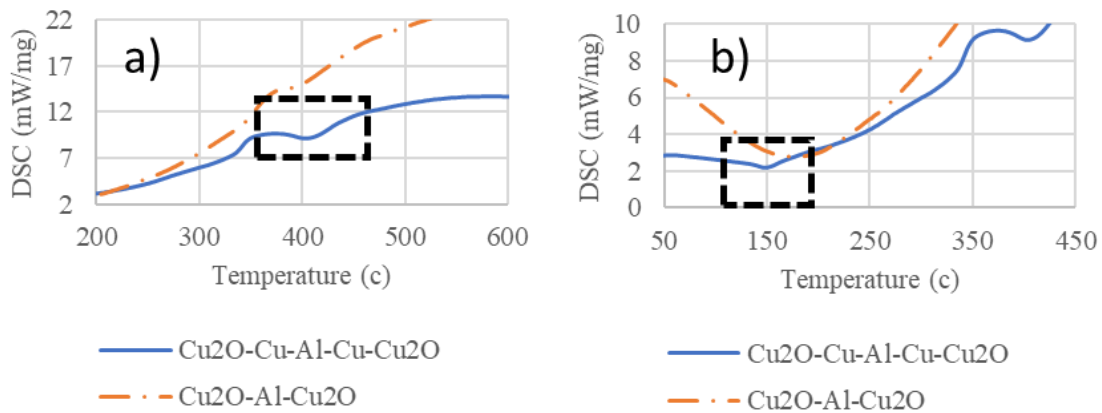 a)
DSC (mW/mg)
22
17
12
7
2
200 300 400 500 600
Temperature (c)
Cu2O-Cu-Al-Cu-Cu2O
Cu2O-Al-Cu2O
b)
DSC (mW/mg)
10
8
6
4
2
0
50 150 250 350 450
Temperature (c)
Cu2O-Cu-Al-Cu-Cu2O
Cu2O-Al-Cu2O